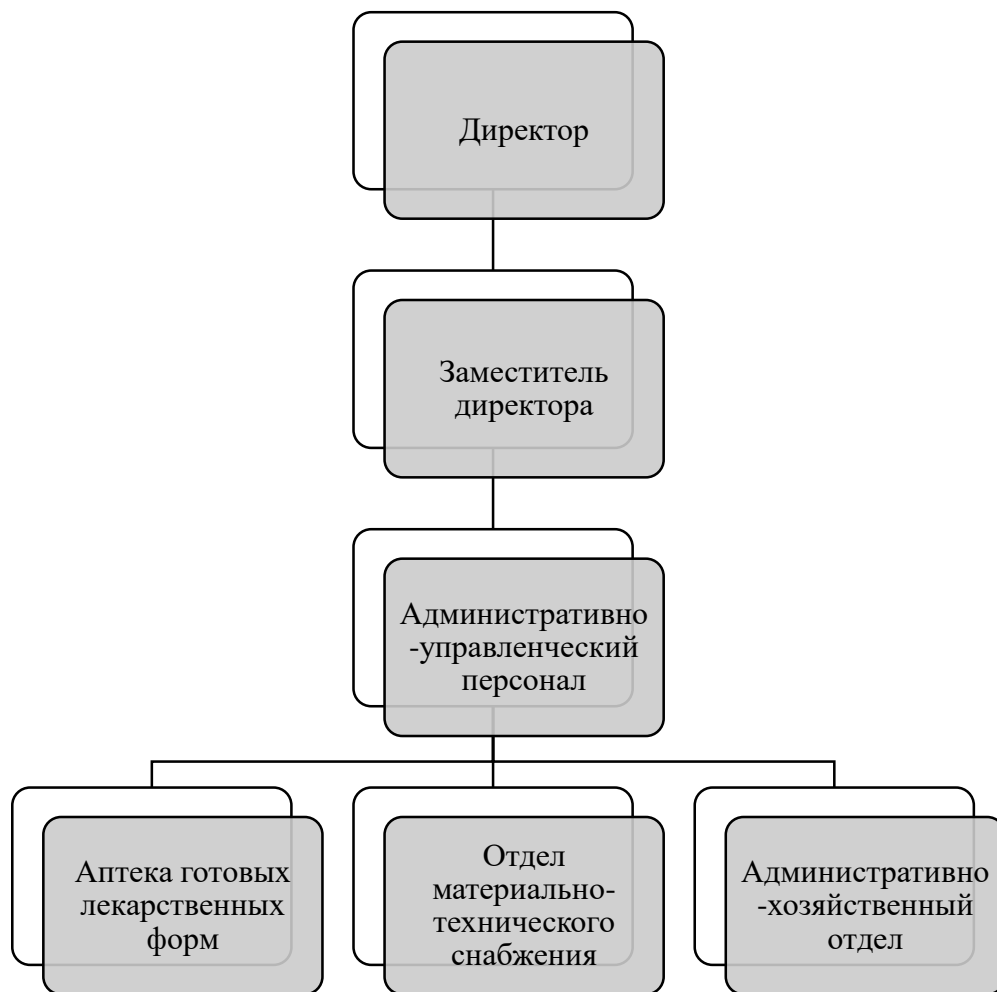 Директор
Заместитель
директора
Административно
-управленческий
персонал
Аптека готовых
лекарственных
форм
Отдел
материально-
технического
снабжения
Административно
-хозяйственный
отдел